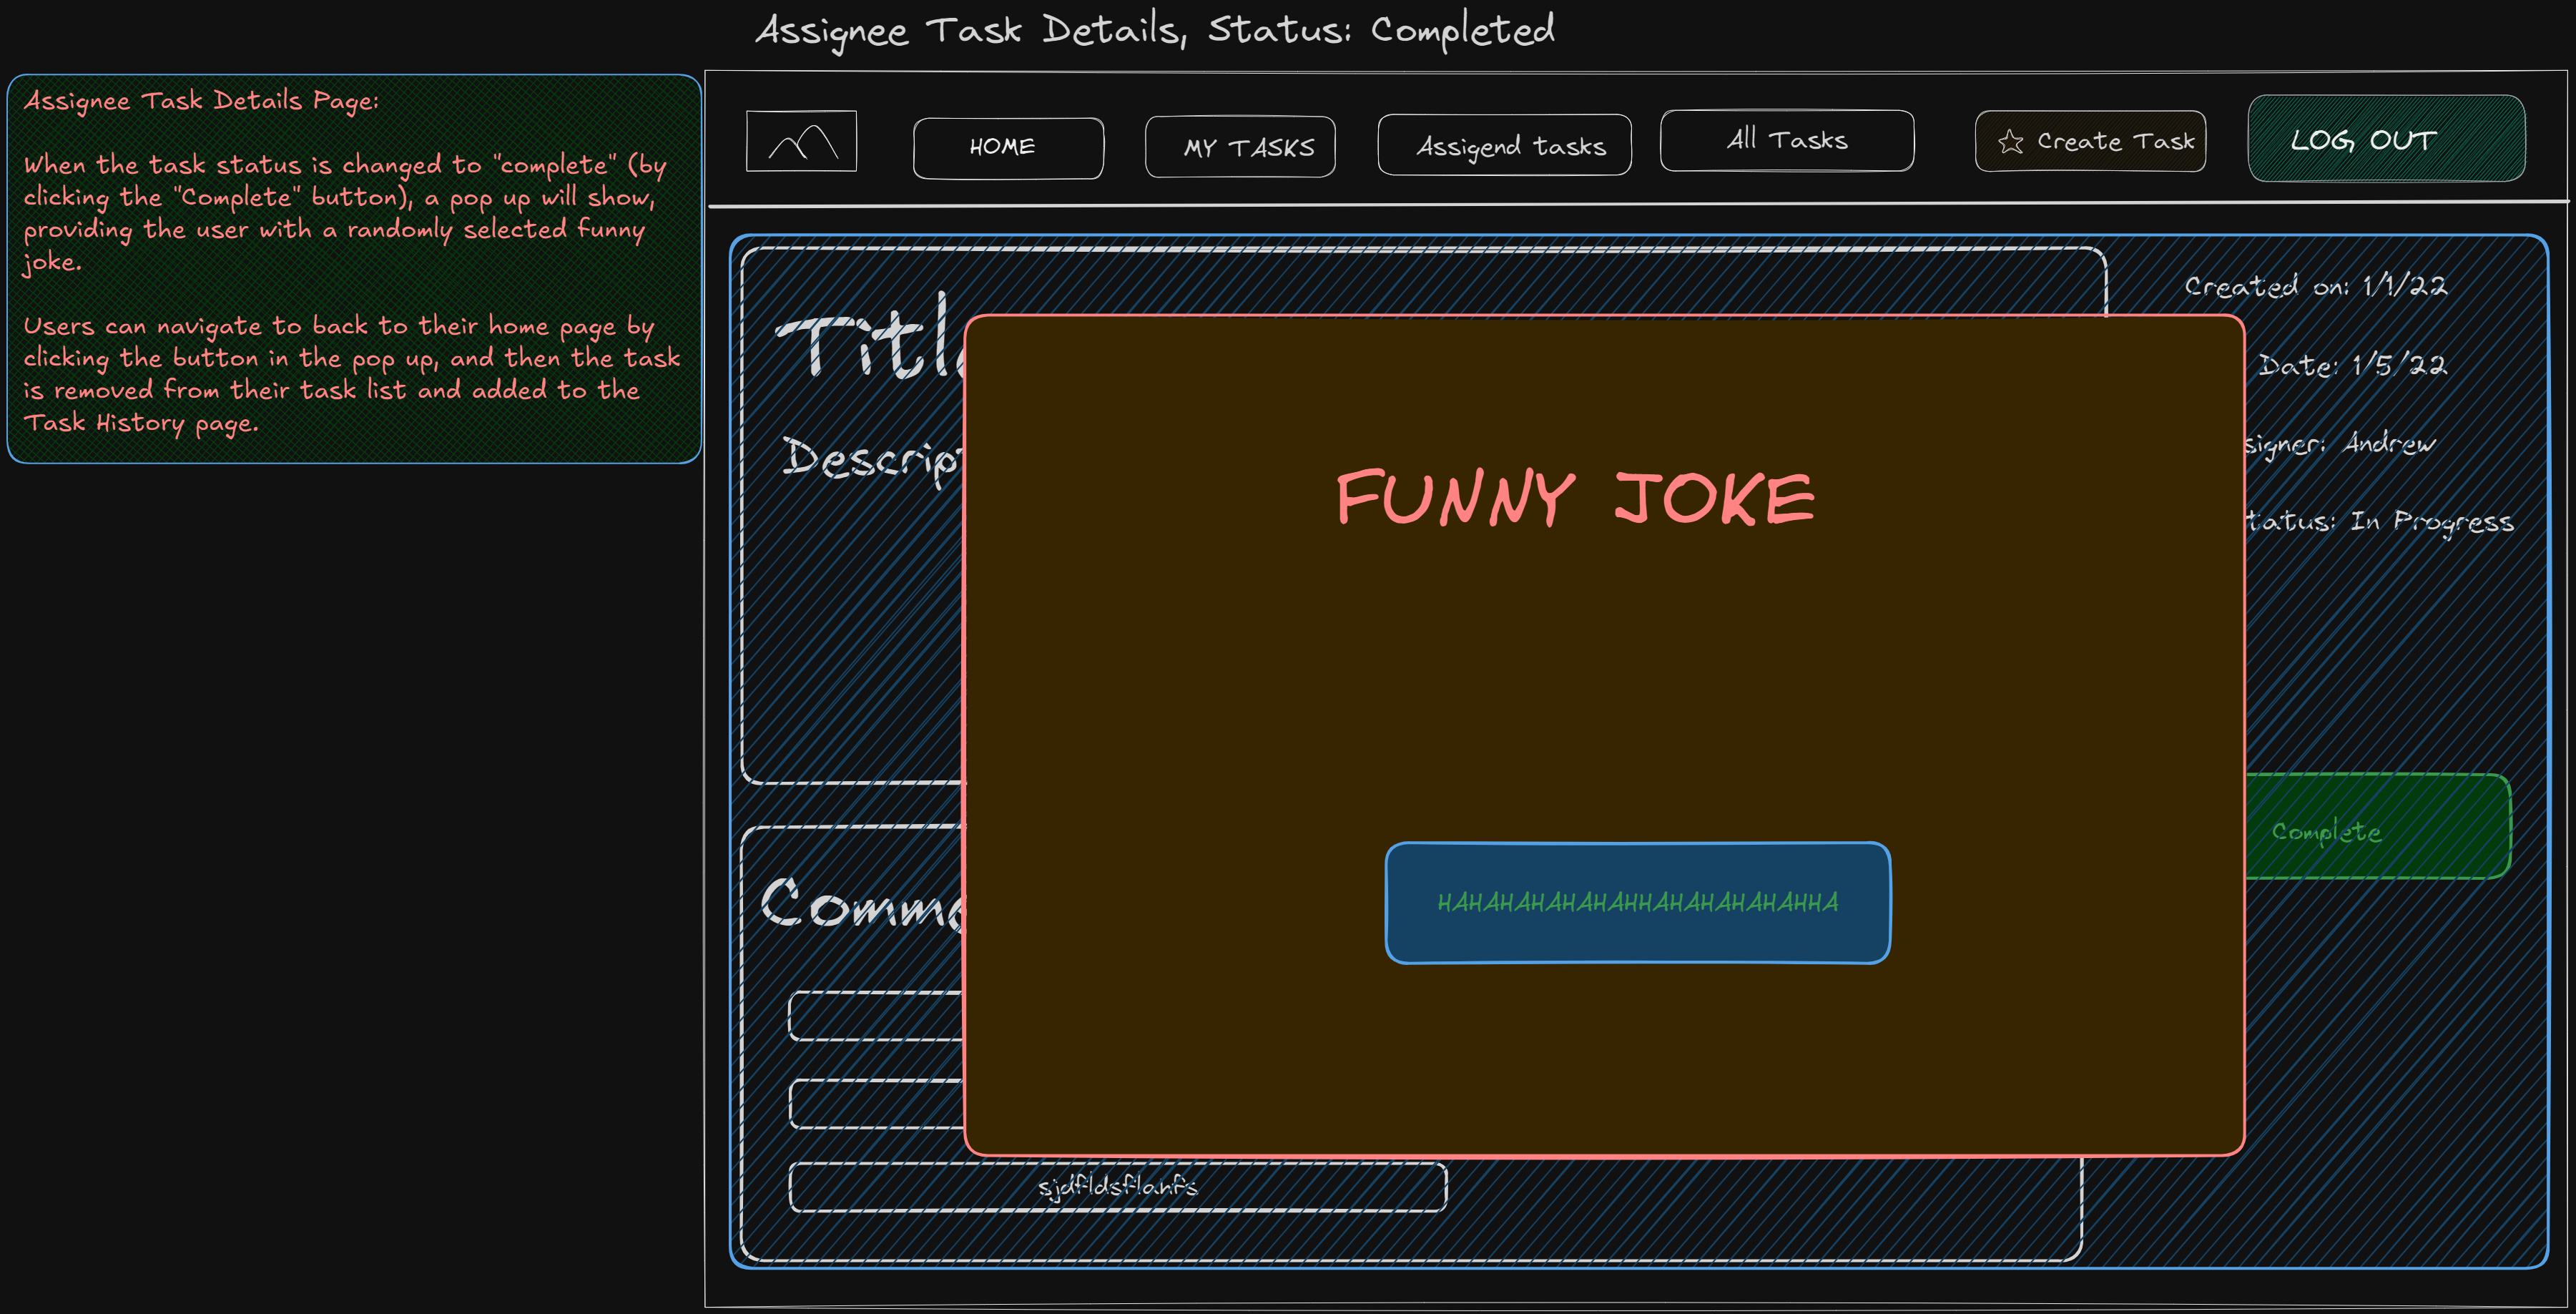 Assignee Task Details, Status: Completed
Assignee Task Details Page:
When the task status is changed to "complete" (by
clicking the "Complete" button), a pop up will show,
providing the user with a randomly selected funny
joke.
Users can navigate to back to their home page by
clicking the button in the pop up, and then the task
is removed from their task list and added to the
Task History page.
HOME
MY TASKS
Assigend tasks
All Tasks
Create Task
LOG OUT
Created on: 1/1/22
Titl
Date: 1/5/22
Descrip
signer: Andrew
FUNNY JOKE
tatus: In Progress
Complete
HAHAHAHAHAHAHHAHAHAHAHAHHA
Comme
sjdfldsflanfs